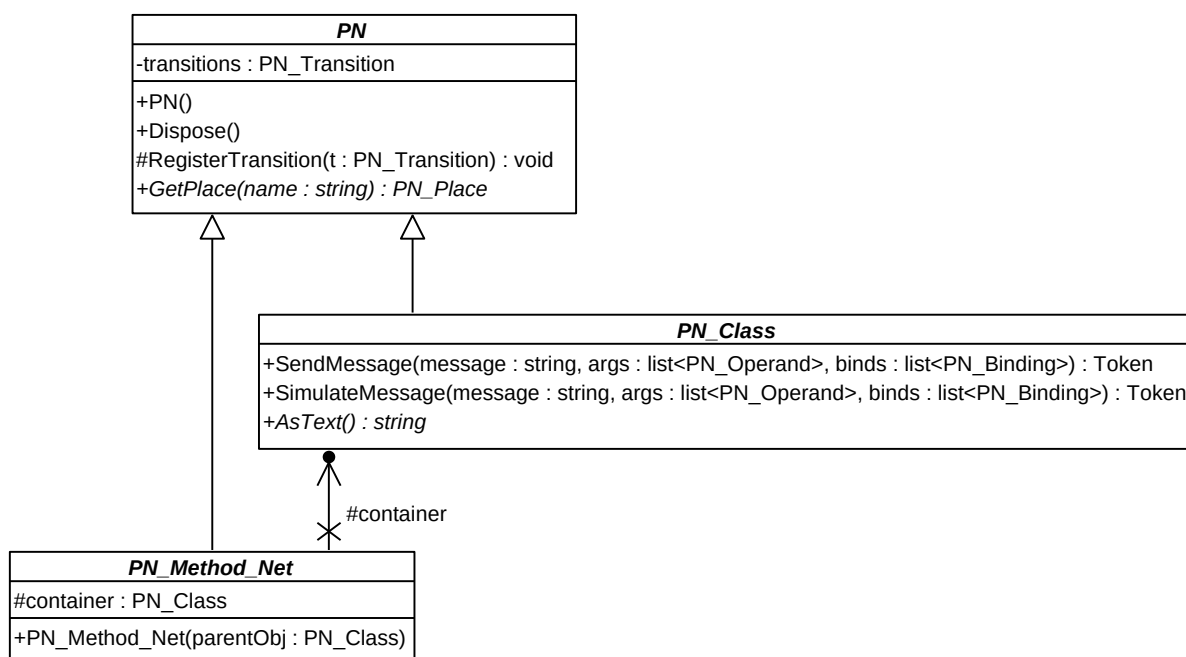 PN
-transitions : PN_Transition
+PN()
+Dispose()
#RegisterTransition(t : PN_Transition) : void
+GetPlace(name : string) : PN_Place
PN_Class
+SendMessage(message : string, args : list<PN_Operand>, binds : list<PN_Binding>) : Token
+SimulateMessage(message : string, args : list<PN_Operand>, binds : list<PN_Binding>) : Token
+AsText() : string
#container
PN_Method_Net
#container : PN_Class
+PN_Method_Net(parentObj : PN_Class)